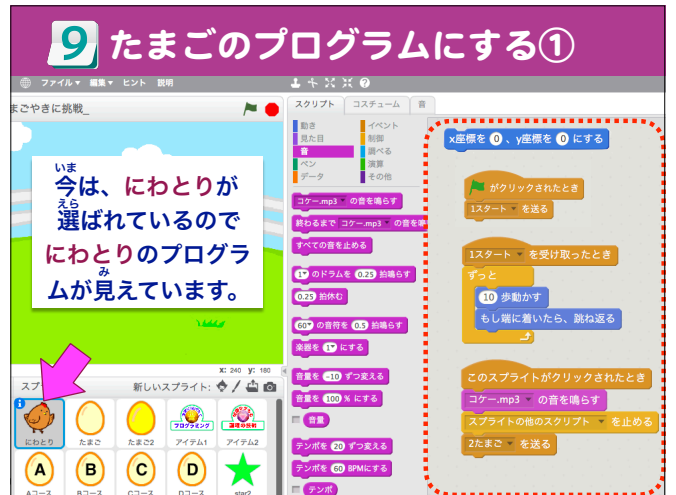 9 たまごのプログラムにする①
ファイル▼ 編集▼ ヒント 説明
まごやきに挑戦_
いま
今は、にわとりが
えら
選ばれているので
にわとりのプログラ
み
ムが見えています。
X: 240 y: 180
新しいスプライト:
にわとり たまご たまご2 アイテム1 アイテム2
プログラミング
A B C D
star2
スクリプト コスチューム 音
動き イベント
見た目 制御
音 調べる
ペン 演算
データ その他
コケー.mp3 の音を鳴らす
終わるまで コケー.mp3 の音を
すべての音を止める
1 のドラムを 0.25 拍鳴らす
0.25 拍休む
60 の音符を 0.5 拍鳴らす
楽器を 1 にする
音量を -10 ずつ変える
音量を 100 % にする
音量
テンポを 20 ずつ変える
テンポを 60 BPMにする
テンポ
x座標を 0 、y座標を 0 にする
がクリックされたとき
1スタート を送る
1スタート を受け取ったとき
ずっと
10 歩動かす
もし端に着いたら、跳ね返る
このスプライトがクリックされたとき
コケー.mp3 の音を鳴らす
スプライトの他のスクリプト を止める
2たまご を送る